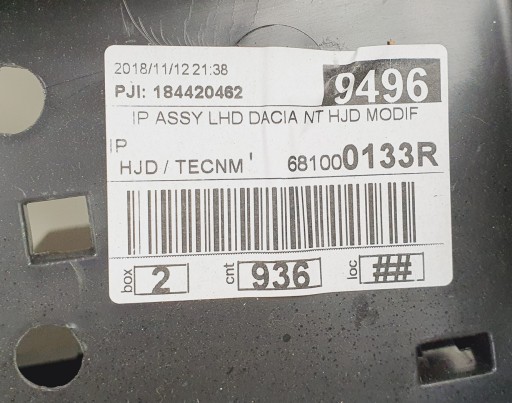 2018/11/12 21:38
PJI: 184420462 9496
IP ASSY LHD DACIA NT HJD MODIF
IP
HJD / TECNM' 681000133R
box 2 cnt 936 loc ##